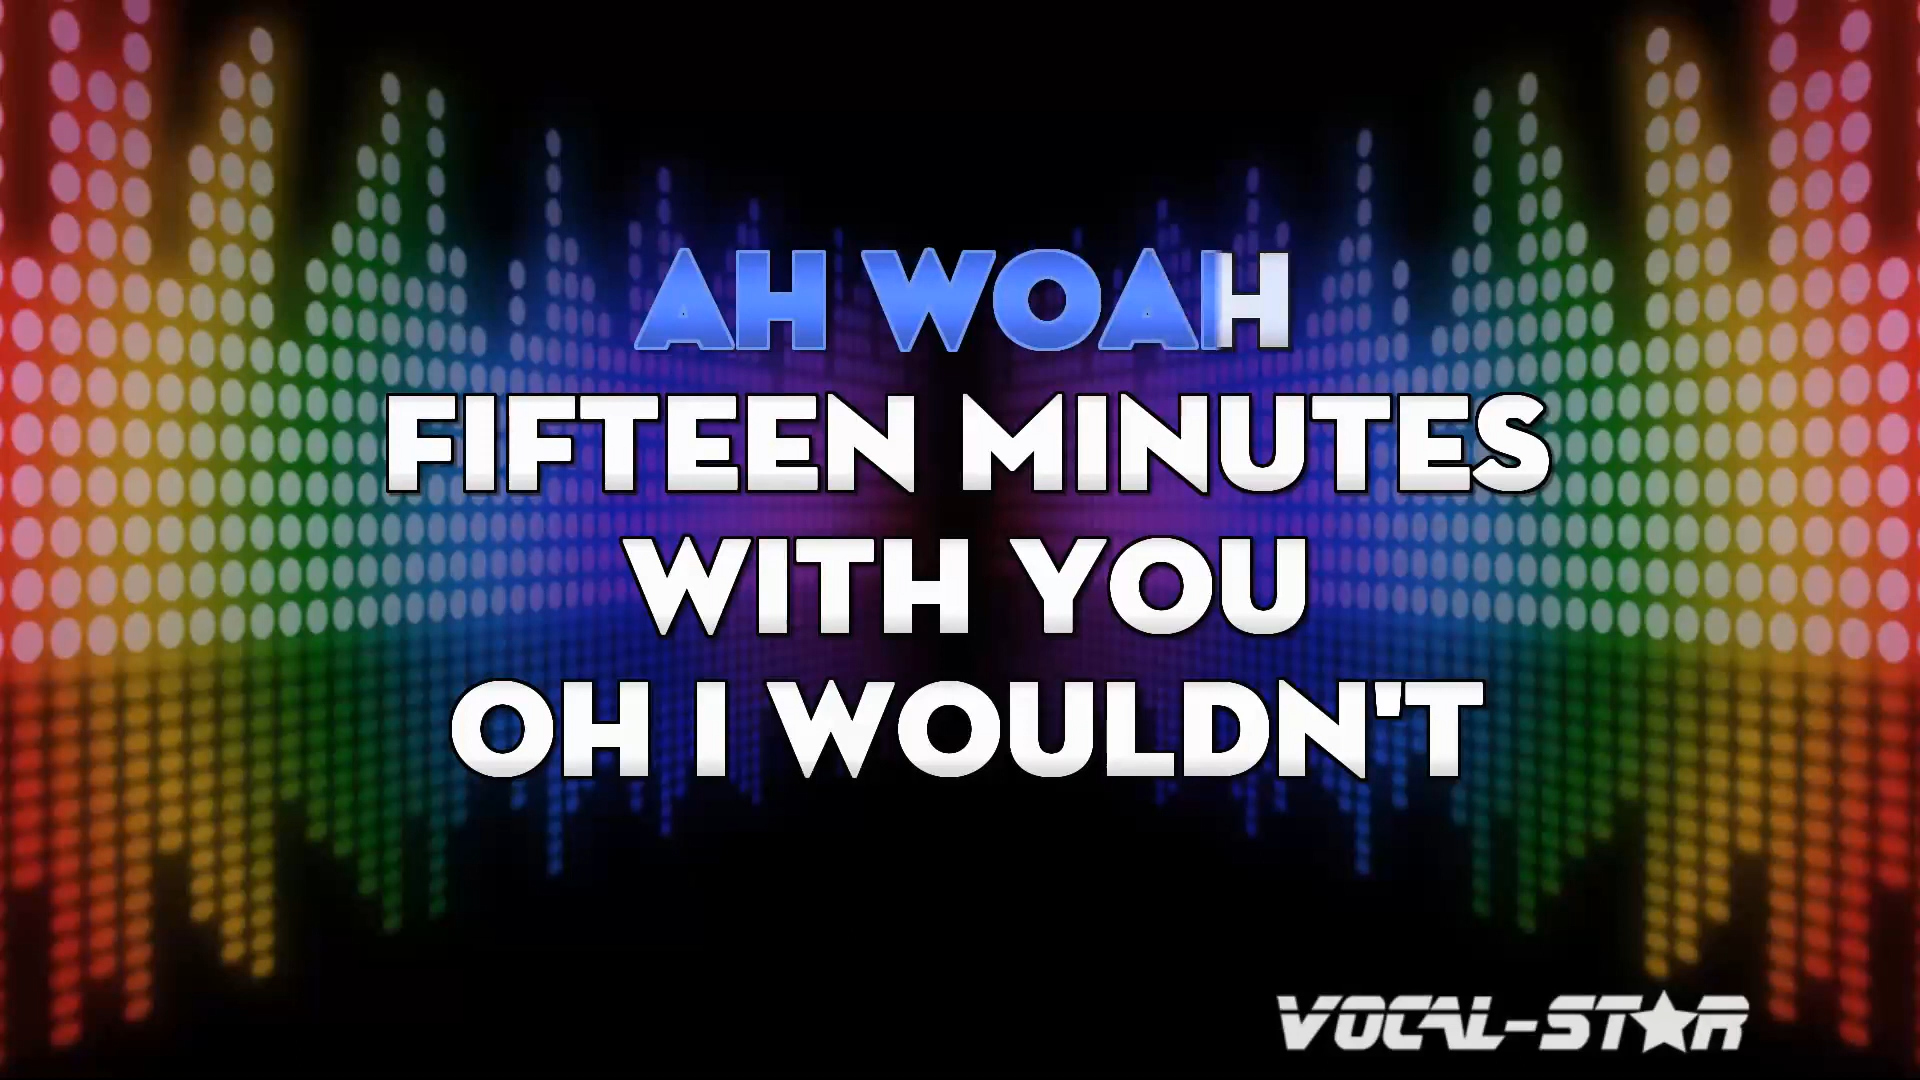 AH WOAH
FIFTEEN MINUTES
WITH YOU
OH I WOULDN'T
VOCAL-STAR